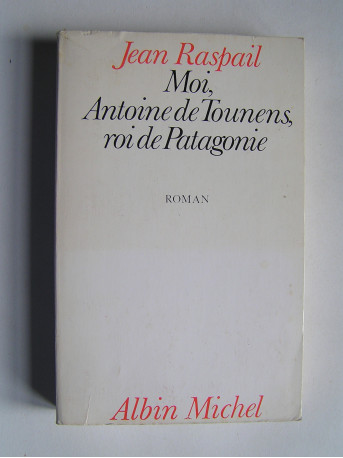 Jean Raspail
Moi,
Antoine de Tounens,
roi de Patagonie
ROMAN
Albin Michel